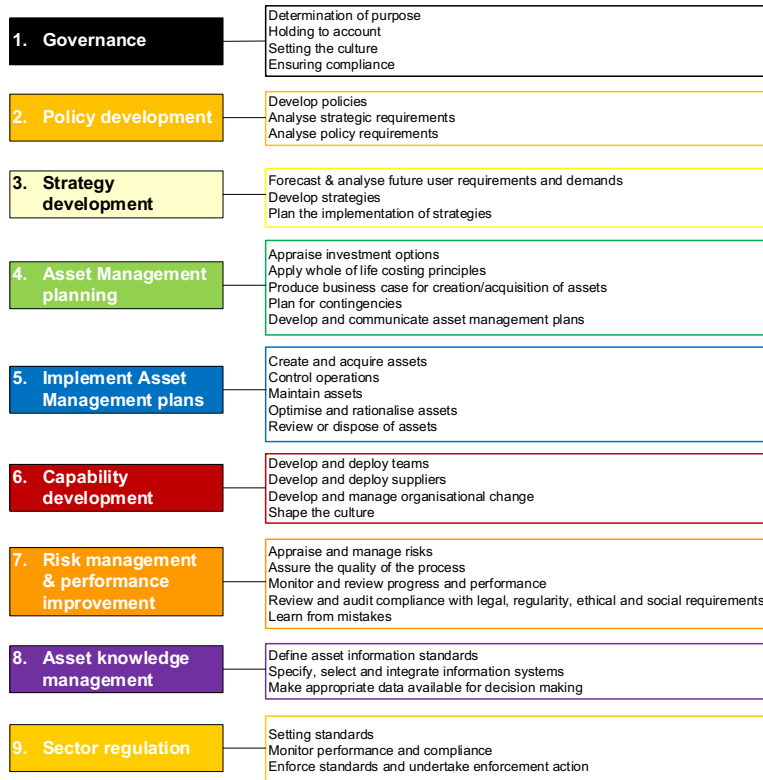 1. Governance
Determination of purpose
Holding to account
Setting the culture
Ensuring compliance
2. Policy development
Develop policies
Analyse strategic requirements
Analyse policy requirements
3. Strategy
development
Forecast & analyse future user requirements and demands
Develop strategies
Plan the implementation of strategies
4. Asset Management
planning
Appraise investment options
Apply whole of life costing principles
Produce business case for creation/acquisition of assets
Plan for contingencies
Develop and communicate asset management plans
5. Implement Asset
Management plans
Create and acquire assets
Control operations
Maintain assets
Optimise and rationalise assets
Review or dispose of assets
6. Capability
development
Develop and deploy teams
Develop and deploy suppliers
Develop and manage organisational change
Shape the culture
7. Risk management
& performance
improvement
Appraise and manage risks
Assure the quality of the process
Monitor and review progress and performance
Review and audit compliance with legal, regularity, ethical and social requirements
Learn from mistakes
8. Asset knowledge
management
Define asset information standards
Specify, select and integrate information systems
Make appropriate data available for decision making
9. Sector regulation
Setting standards
Monitor performance and compliance
Enforce standards and undertake enforcement action